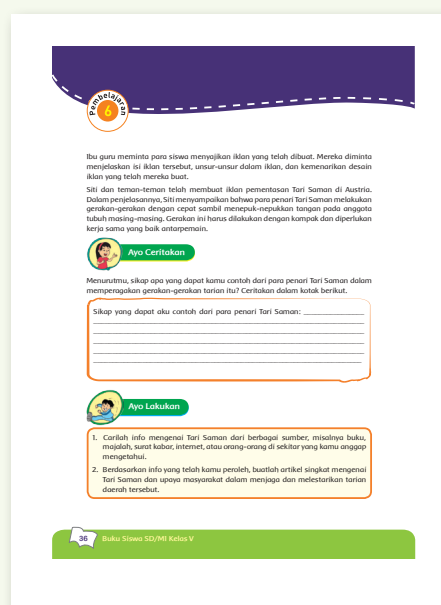 Pembelajaran
6
Ibu guru meminta para siswa menyajikan iklan yang telah dibuat. Mereka diminta
menjelaskan isi iklan tersebut, unsur-unsur dalam iklan, dan kemenarikan desain
iklan yang telah mereka buat.
Siti dan teman-teman telah membuat iklan pementasan Tari Saman di Austria.
Dalam penjelasannya, Siti menyampaikan bahwa para penari Tari Saman melakukan
gerakan-gerakan dengan cepat sambil menepuk-nepukkan tangan pada anggota
tubuh masing-masing. Gerakan ini harus dilakukan dengan kompak dan diperlukan
kerja sama yang baik antarpemain.
Ayo Ceritakan
Menurutmu, sikap apa yang dapat kamu contoh dari para penari Tari Saman dalam
memperagakan gerakan-gerakan tarian itu? Ceritakan dalam kotak berikut.
Sikap yang dapat aku contoh dari para penari Tari Saman:
Ayo Lakukan
1. Carilah info mengenai Tari Saman dari berbagai sumber, misalnya buku,
majalah, surat kabar, internet, atau orang-orang di sekitar yang kamu anggap
mengetahui.
2. Berdasarkan info yang telah kamu peroleh, buatlah artikel singkat mengenai
Tari Saman dan upaya masyarakat dalam menjaga dan melestarikan tarian
daerah tersebut.
36 Buku Siswa SD/MI Kelas V